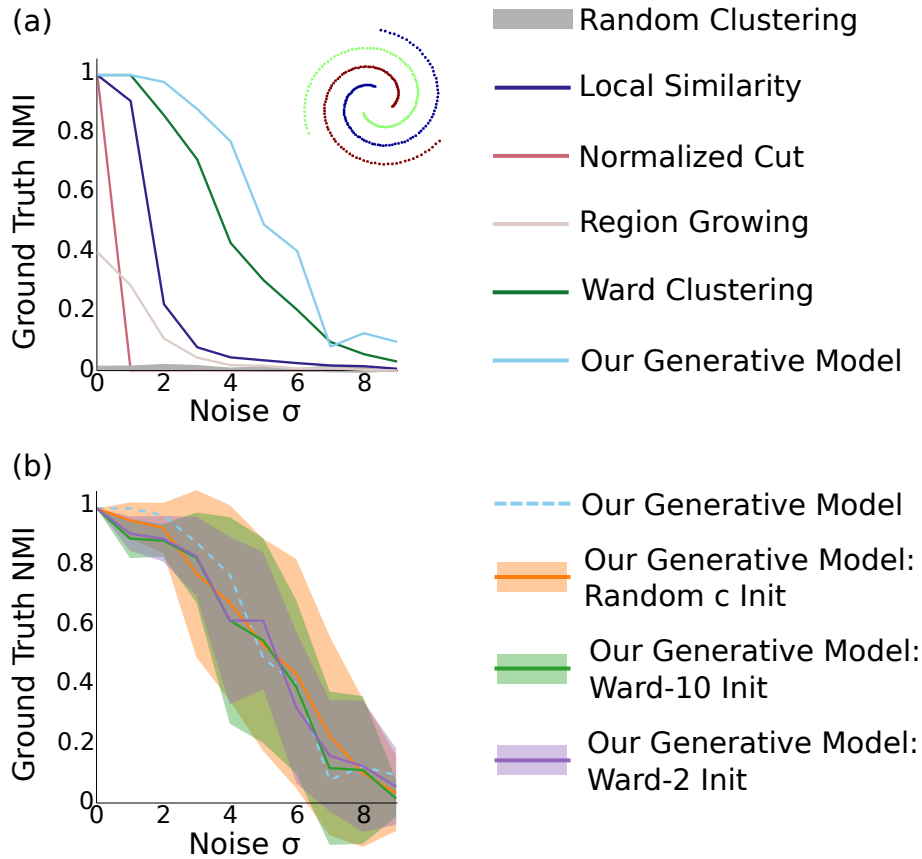 (a)
Random Clustering
Local Similarity
Normalized Cut
Region Growing
Ward Clustering
Our Generative Model
Ground Truth NMI
1
0.8
0.6
0.4
0.2
0
0 2 4 6 8
Noise σ
(b)
Our Generative Model
Our Generative Model:
Random c Init
Our Generative Model:
Ward-10 Init
Our Generative Model:
Ward-2 Init
Ground Truth NMI
1
0.8
0.6
0.4
0.2
0
0 2 4 6 8
Noise σ